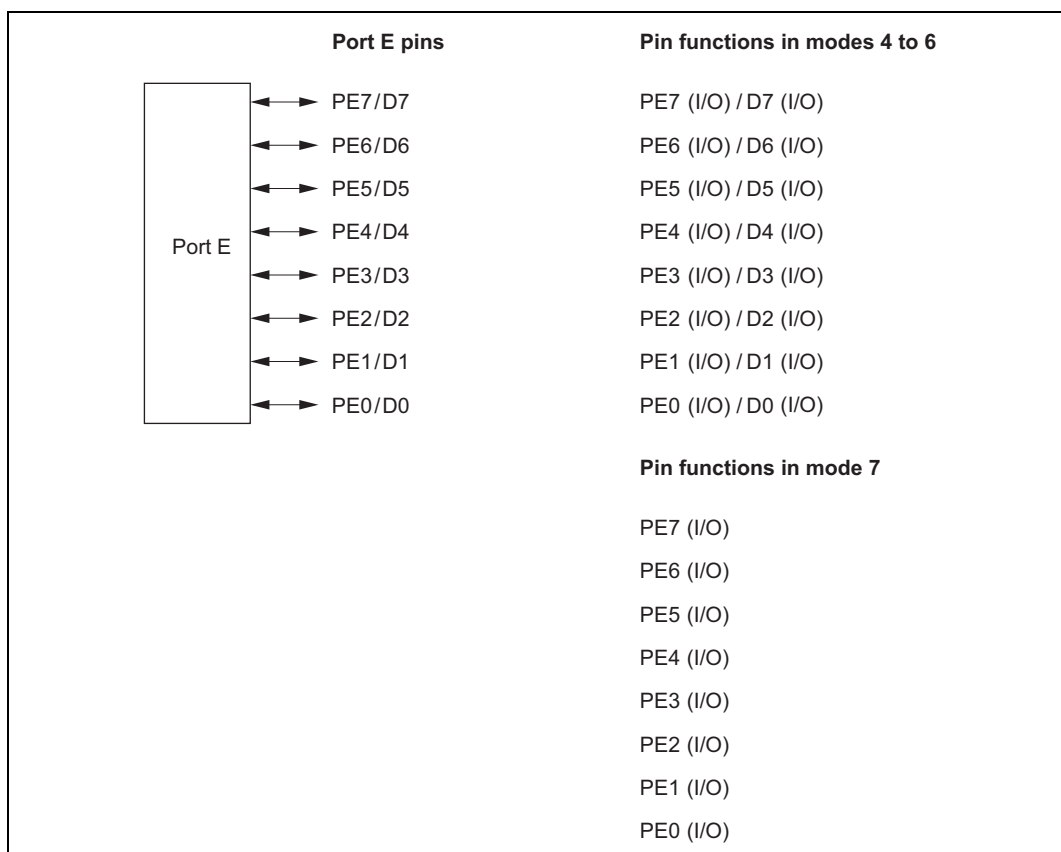 Port E pins Pin functions in modes 4 to 6
PE7/D7 PE7 (I/O) / D7 (I/O)
PE6/D6 PE6 (I/O) / D6 (I/O)
PE5/D5 PE5 (I/O) / D5 (I/O)
PE4/D4 PE4 (I/O) / D4 (I/O)
Port E
PE3/D3 PE3 (I/O) / D3 (I/O)
PE2/D2 PE2 (I/O) / D2 (I/O)
PE1/D1 PE1 (I/O) / D1 (I/O)
PE0/D0 PE0 (I/O) / D0 (I/O)
Pin functions in mode 7
PE7 (I/O)
PE6 (I/O)
PE5 (I/O)
PE4 (I/O)
PE3 (I/O)
PE2 (I/O)
PE1 (I/O)
PE0 (I/O)